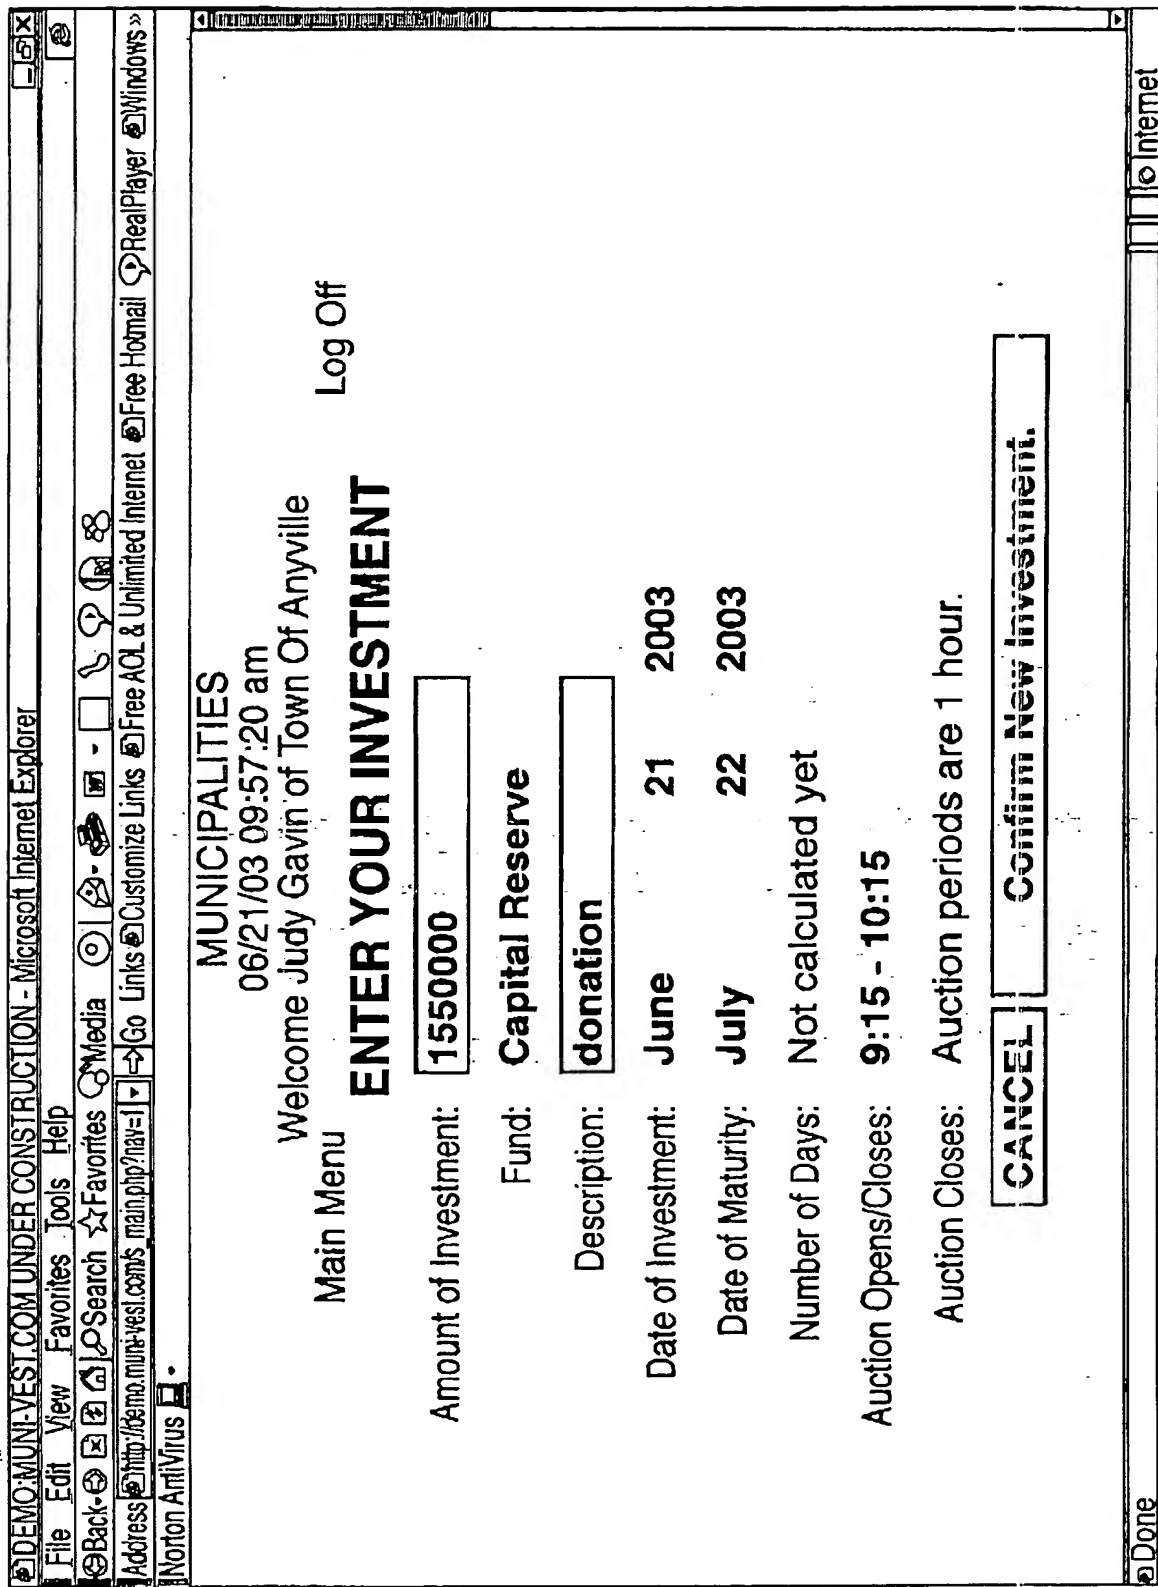 DEMO:MUNI-VEST.COM UNDER CONSTRUCTION - Microsoft Internet Explorer
File Edit View Favorites Tools Help
Back Search Favorites Media
Address http://demo.muni-vest.com/s_main.php?nav=1 Go Links Customize Links Free AOL & Unlimited Internet Free Hotmail RealPlayer Windows »
Norton AntiVirus
MUNICIPALITIES
06/21/03 09:57:20 am
Welcome Judy Gavin of Town Of Anyville
Main Menu Log Off
ENTER YOUR INVESTMENT
Amount of Investment: 1550000
Fund: Capital Reserve
Description: donation
Date of Investment: June 21 2003
Date of Maturity: July 22 2003
Number of Days: Not calculated yet
Auction Opens/Closes: 9:15 - 10:15
Auction Closes: Auction periods are 1 hour.
CANCEL Confirm New Investment.
Done Internet